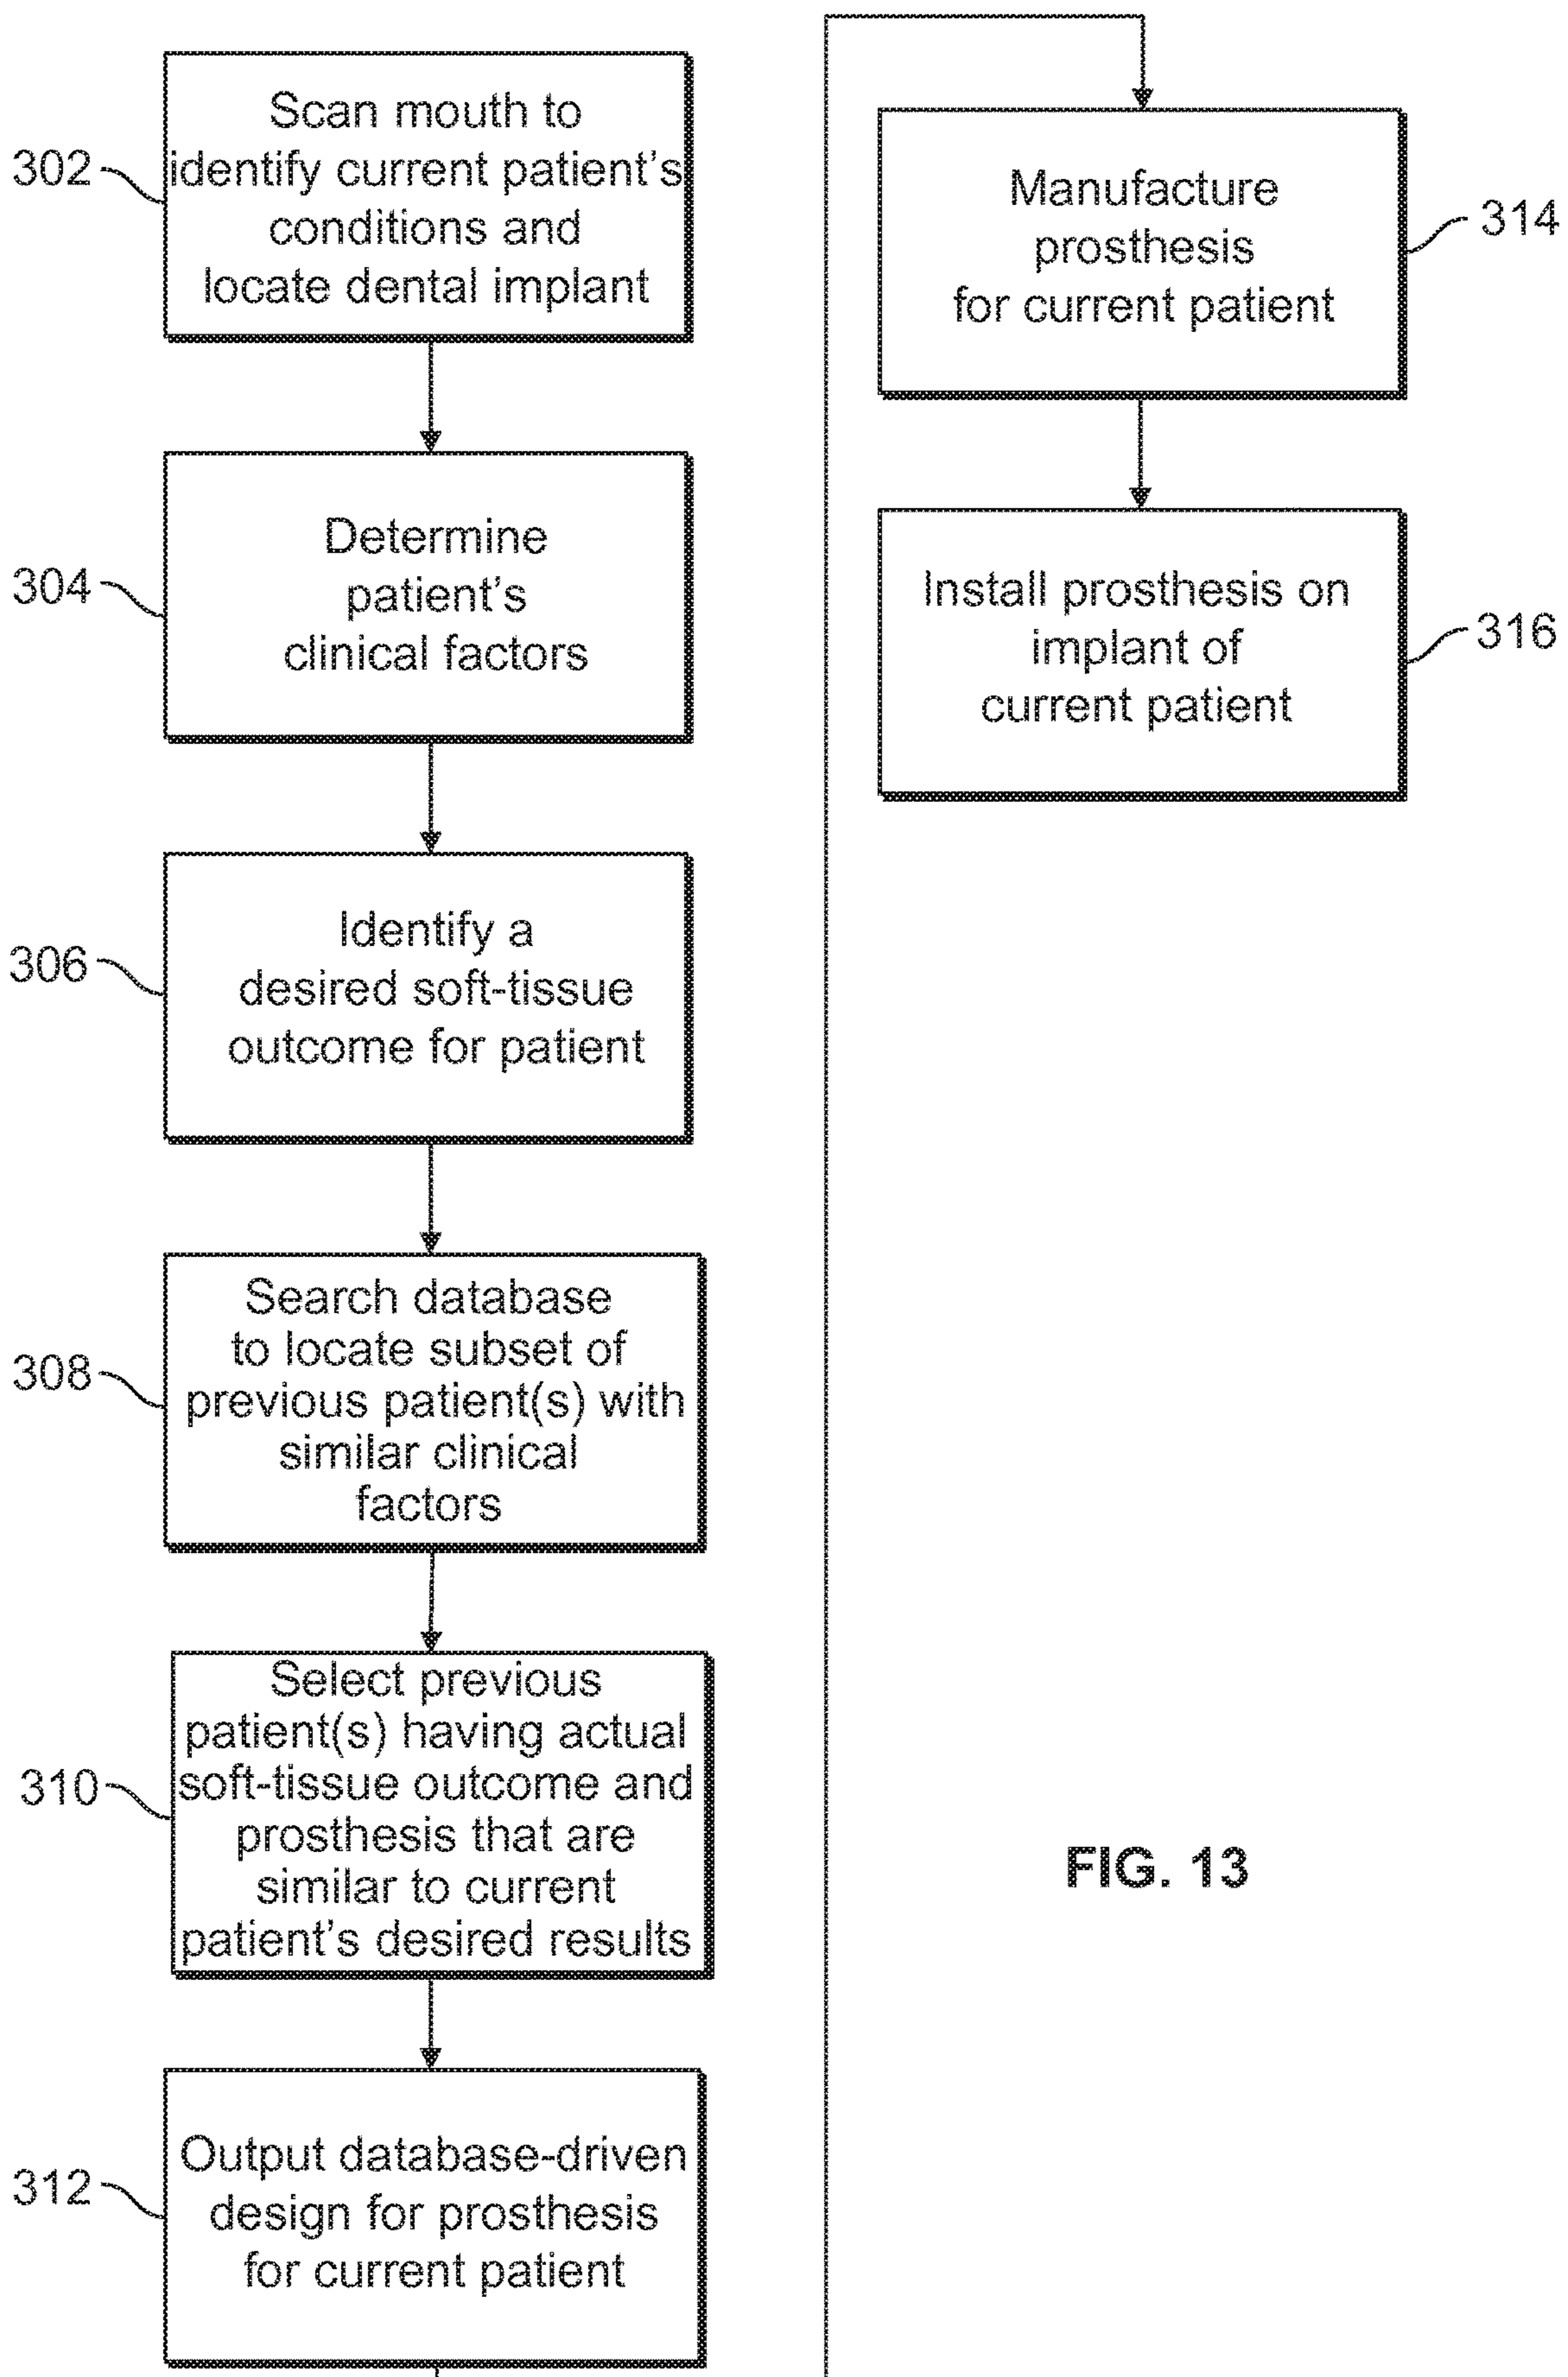 302
Scan mouth to
identify current patient's
conditions and
locate dental implant
304
Determine
patient's
clinical factors
306
Identify a
desired soft-tissue
outcome for patient
308
Search database
to locate subset of
previous patient(s) with
similar clinical
factors
310
Select previous
patient(s) having actual
soft-tissue outcome and
prosthesis that are
similar to current
patient's desired results
312
Output database-driven
design for prosthesis
for current patient
Manufacture
prosthesis
for current patient
314
Install prosthesis on
implant of
current patient
316
FIG. 13